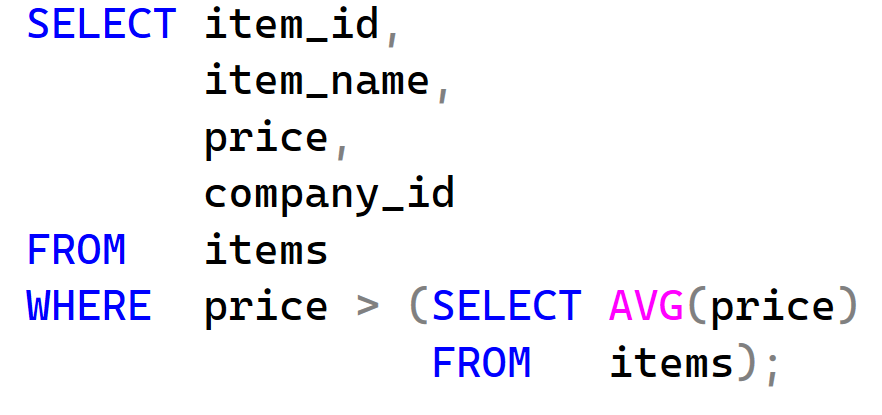 SELECT item_id,
       item_name,
       price,
       company_id
FROM   items
WHERE  price > (SELECT AVG(price)
                FROM   items);